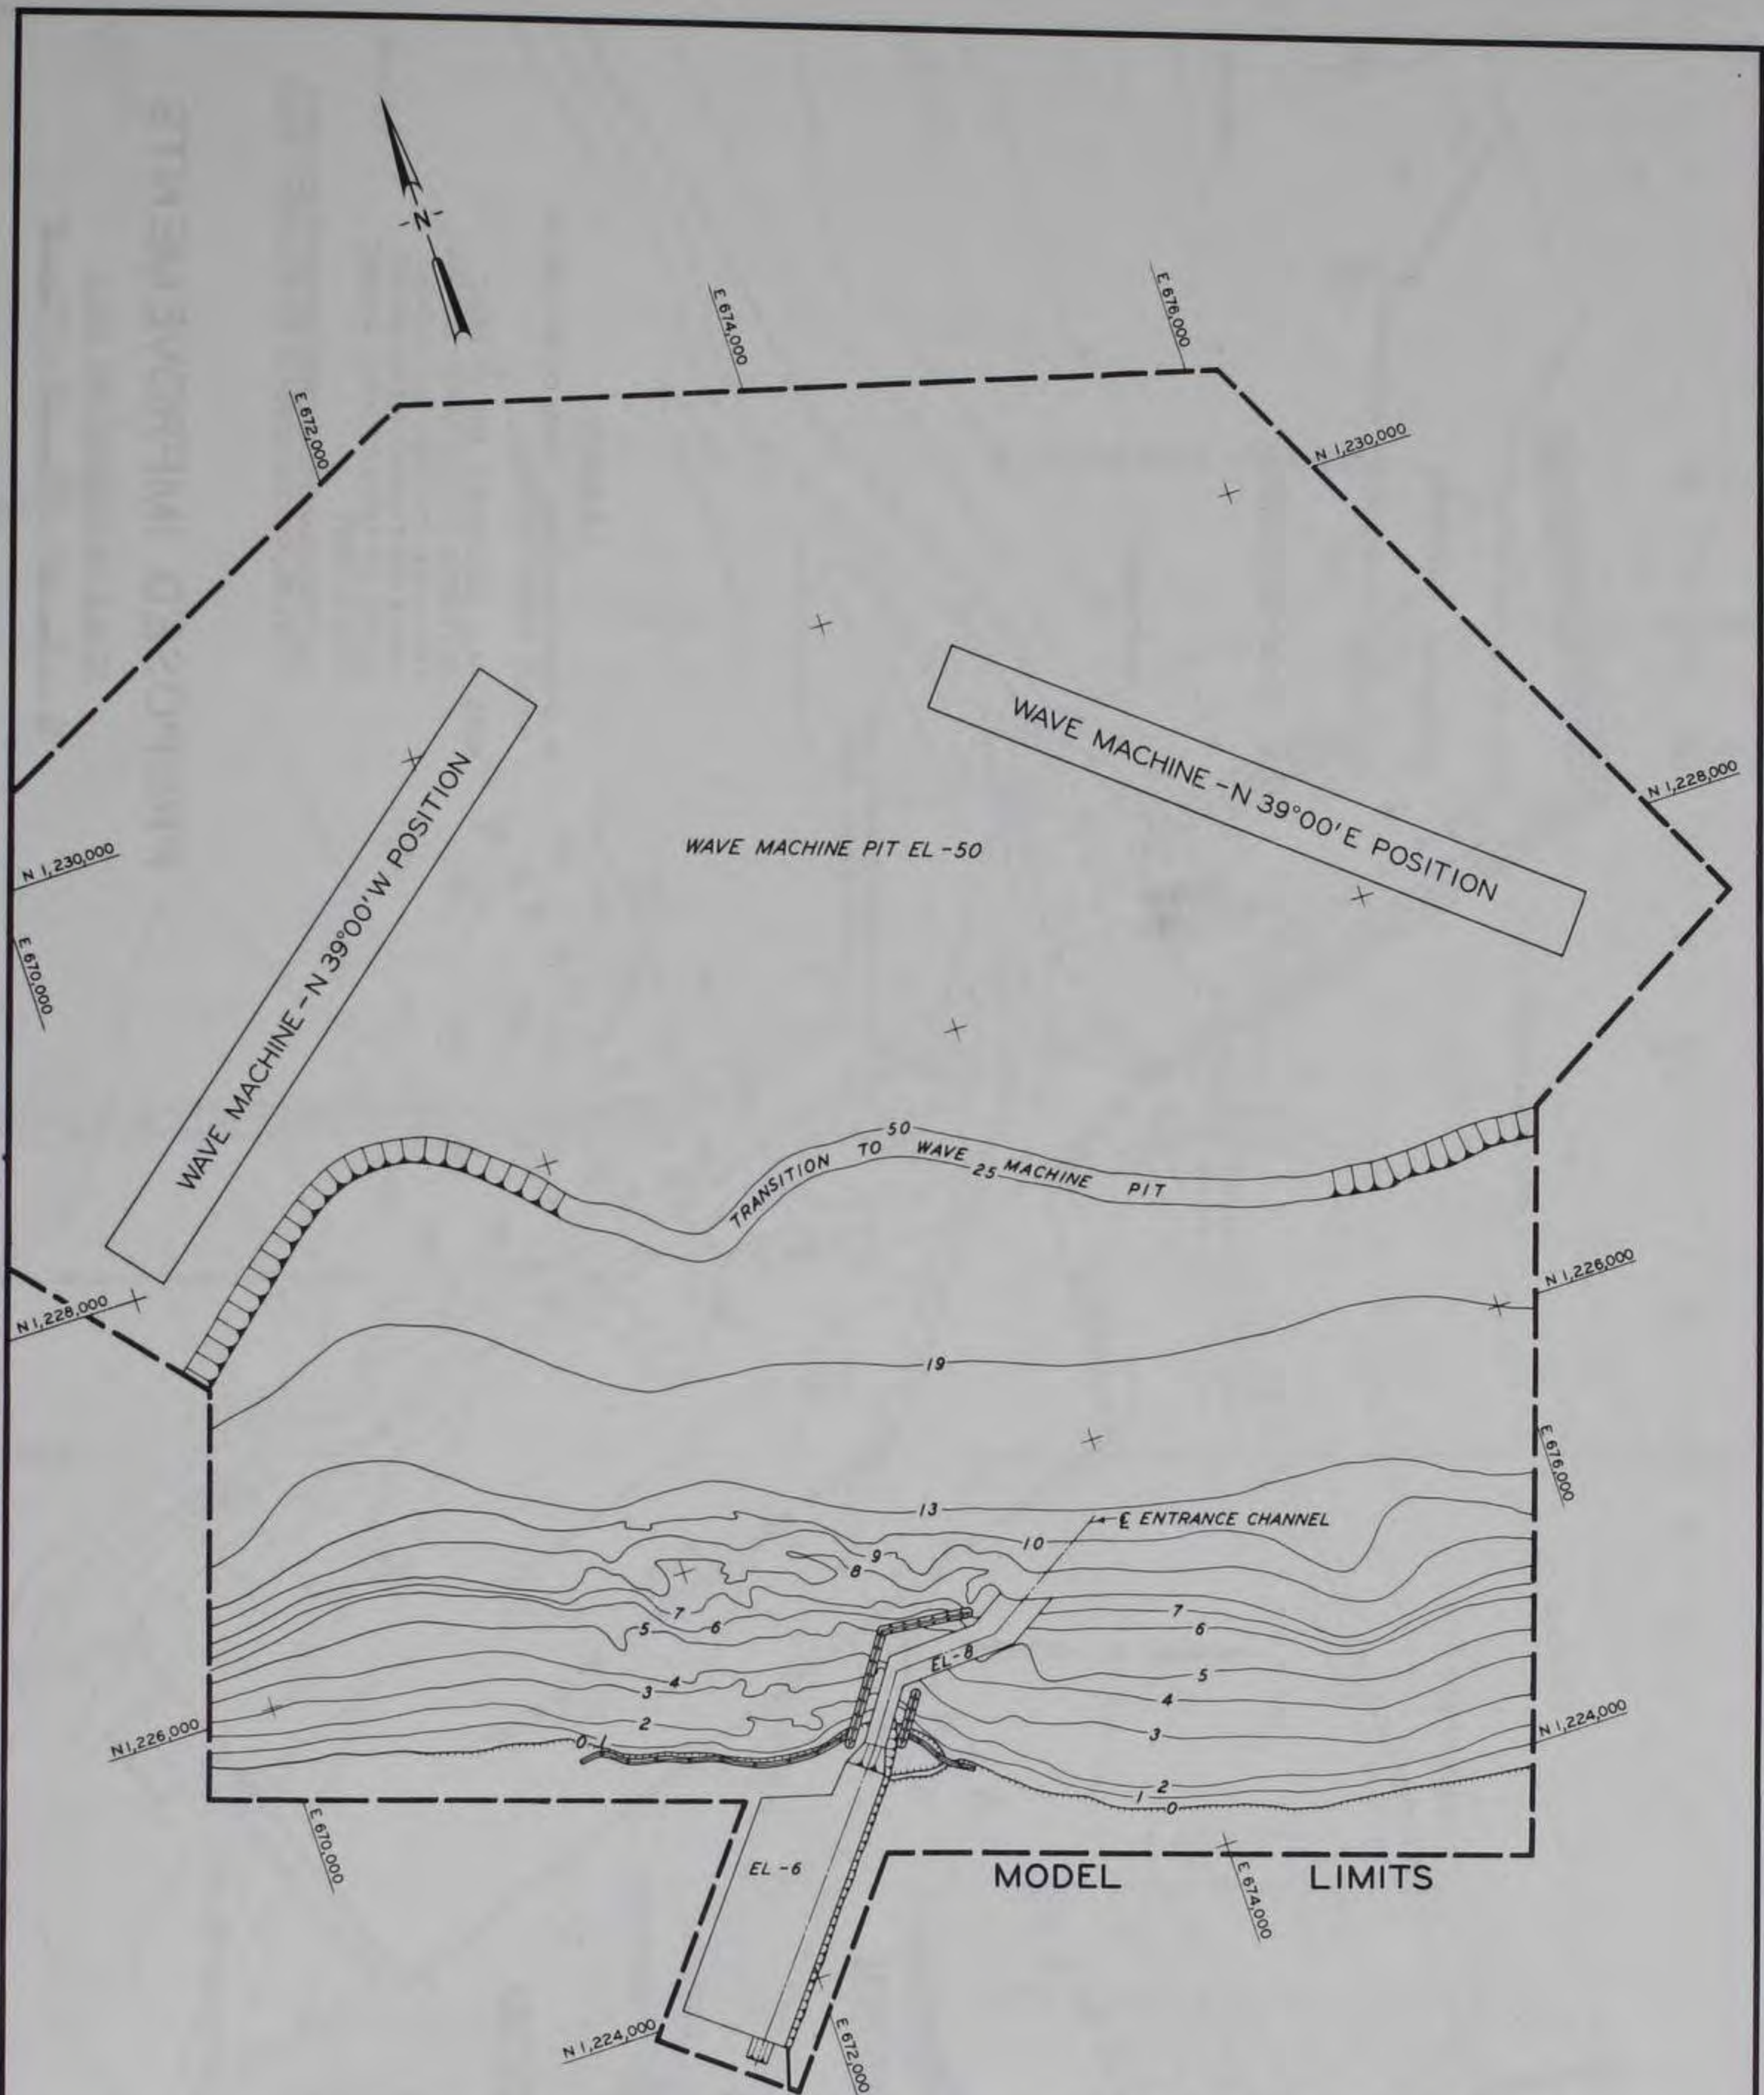 N
E 676,000
E 674,000
E 672,000
N 1,230,000
WAVE MACHINE - N 39°00' E POSITION
N 1,228,000
WAVE MACHINE - N 39°00' W POSITION
WAVE MACHINE PIT EL -50
N 1,230,000
E 670,000
50
TRANSITION TO WAVE MACHINE PIT
25
N 1,226,000
N 1,228,000
19
E 676,000
13
℄ ENTRANCE CHANNEL
10
9
8
7
6
5
7
6
EL-8
5
4
3
4
3
2
N 1,226,000
N 1,224,000
0
1
2
1
0
E 670,000
EL -6
MODEL LIMITS
E 674,000
N 1,224,000
E 672,000